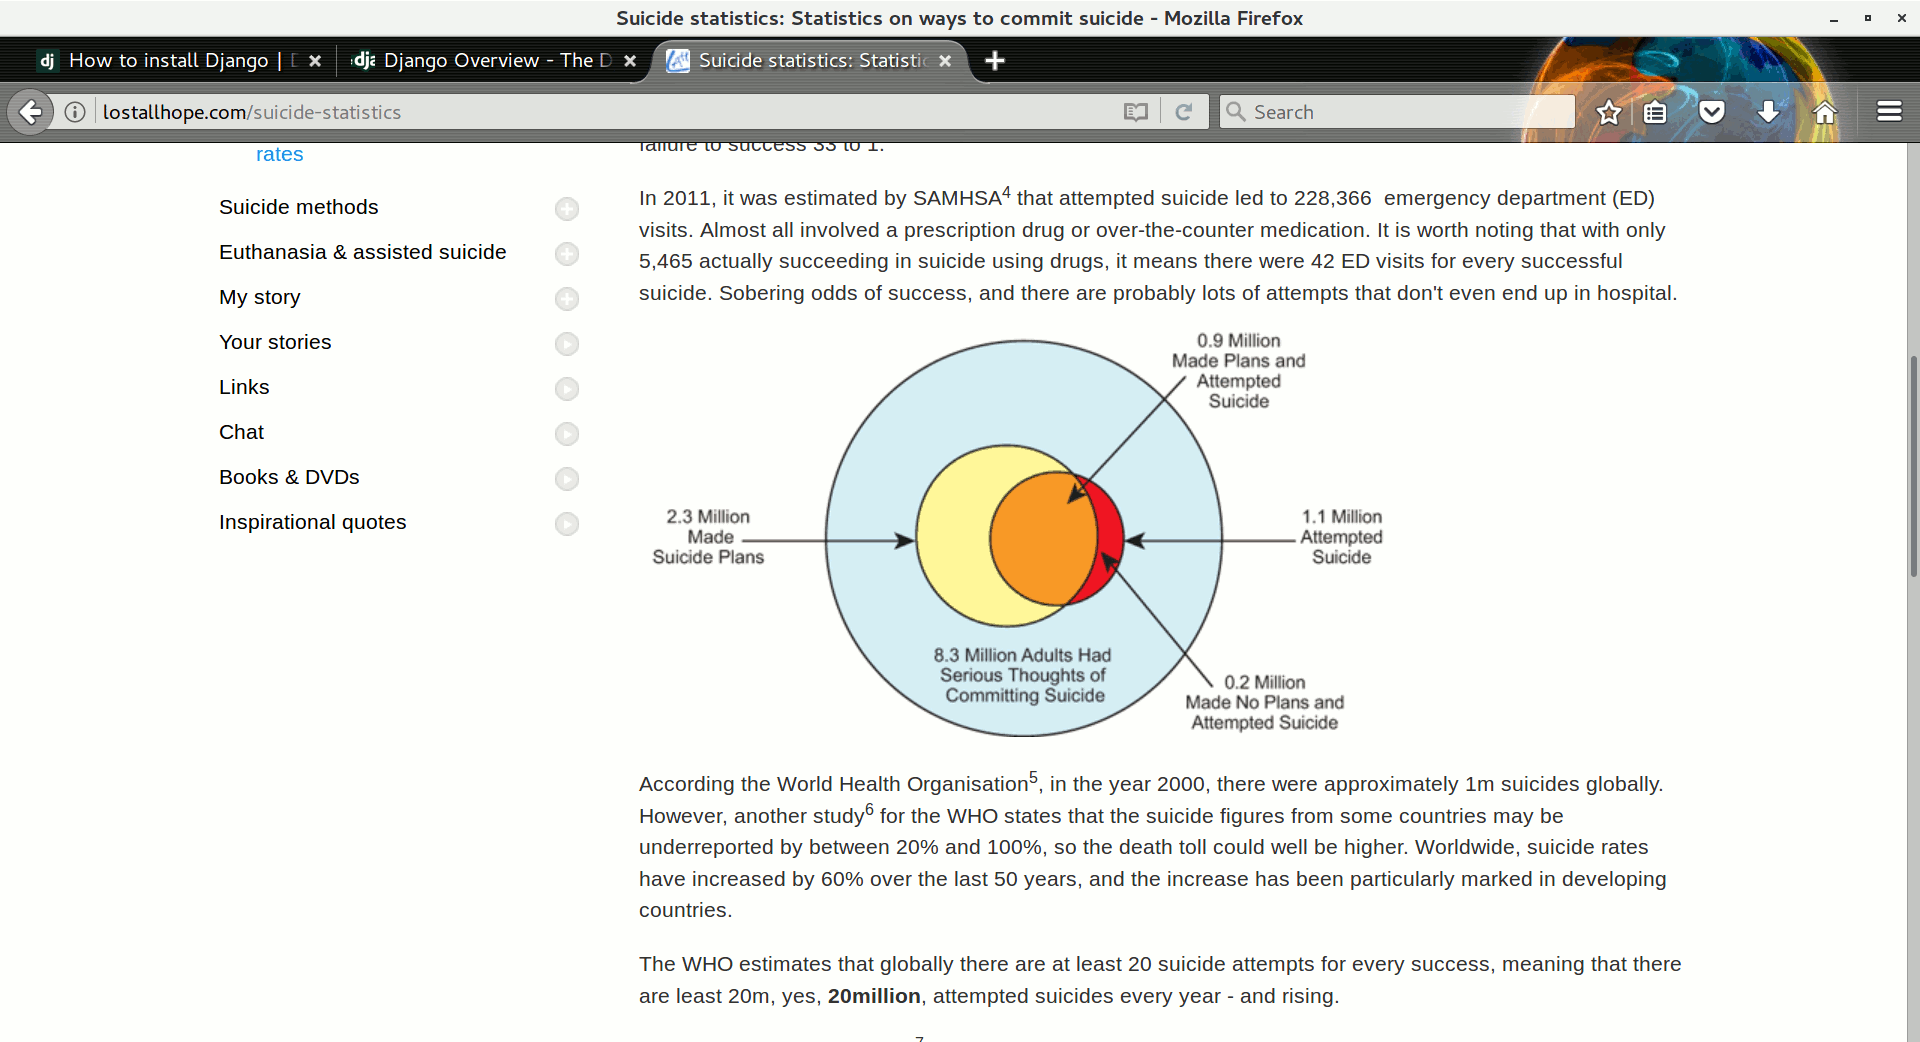 Suicide statistics: Statistics on ways to commit suicide - Mozilla Firefox
How to install Django |
Django Overview - The D
Suicide statistics: Statistic
lostallhope.com/suicide-statistics
Search
rates
Suicide methods
Euthanasia & assisted suicide
My story
Your stories
Links
Chat
Books & DVDs
Inspirational quotes
failure to success 33 to 1.
In 2011, it was estimated by SAMHSA4 that attempted suicide led to 228,366 emergency department (ED)
visits. Almost all involved a prescription drug or over-the-counter medication. It is worth noting that with only
5,465 actually succeeding in suicide using drugs, it means there were 42 ED visits for every successful
suicide. Sobering odds of success, and there are probably lots of attempts that don't even end up in hospital.
0.9 Million
Made Plans and
Attempted
Suicide
2.3 Million
Made
Suicide Plans
1.1 Million
Attempted
Suicide
8.3 Million Adults Had
Serious Thoughts of
Committing Suicide
0.2 Million
Made No Plans and
Attempted Suicide
According the World Health Organisation5, in the year 2000, there were approximately 1m suicides globally.
However, another study6 for the WHO states that the suicide figures from some countries may be
underreported by between 20% and 100%, so the death toll could well be higher. Worldwide, suicide rates
have increased by 60% over the last 50 years, and the increase has been particularly marked in developing
countries.
The WHO estimates that globally there are at least 20 suicide attempts for every success, meaning that there
are least 20m, yes, 20million, attempted suicides every year - and rising.